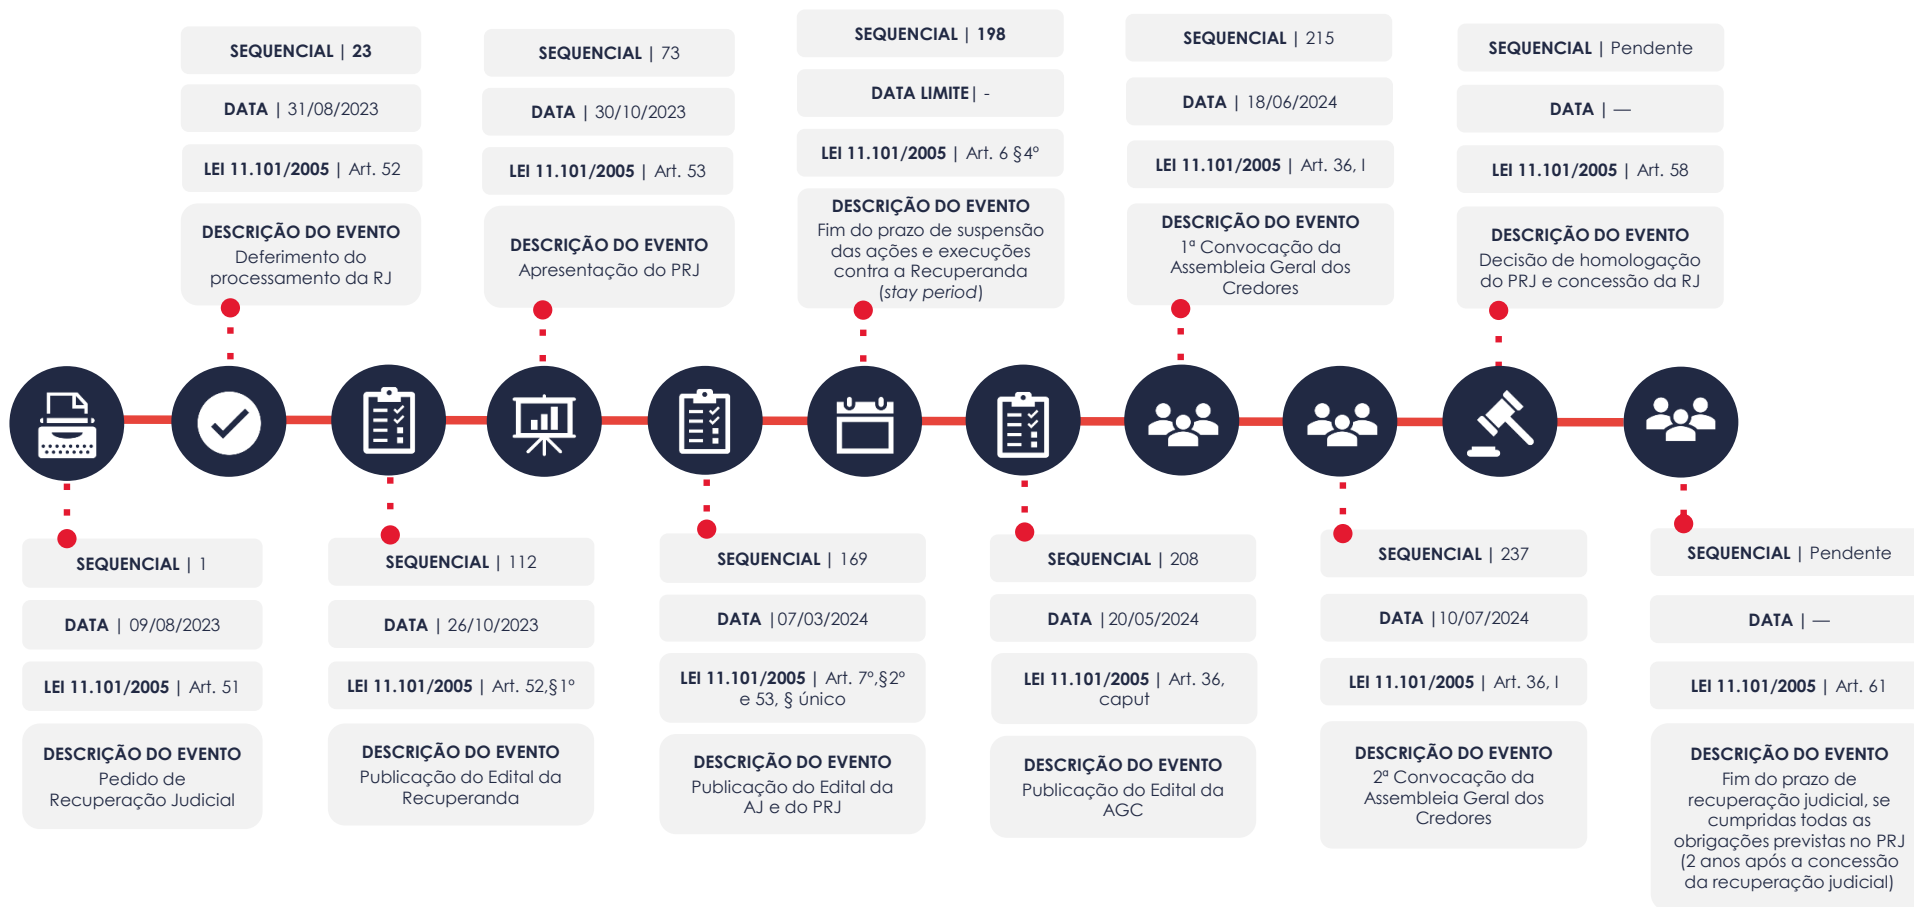 SEQUENCIAL | 23
DATA | 31/08/2023
LEI 11.101/2005 | Art. 52
DESCRIÇÃO DO EVENTO
Deferimento do
processamento da RJ
SEQUENCIAL | 73
DATA | 30/10/2023
LEI 11.101/2005 | Art. 53
DESCRIÇÃO DO EVENTO
Apresentação do PRJ
SEQUENCIAL | 198
DATA LIMITE| -
LEI 11.101/2005 | Art. 6 §4º
DESCRIÇÃO DO EVENTO
Fim do prazo de suspensão
das ações e execuções
contra a Recuperanda
(stay period)
SEQUENCIAL | 215
DATA | 18/06/2024
LEI 11.101/2005 | Art. 36, I
DESCRIÇÃO DO EVENTO
1ª Convocação da
Assembleia Geral dos
Credores
SEQUENCIAL | Pendente
DATA | —
LEI 11.101/2005 | Art. 58
DESCRIÇÃO DO EVENTO
Decisão de homologação
do PRJ e concessão da RJ
SEQUENCIAL | 1
DATA | 09/08/2023
LEI 11.101/2005 | Art. 51
DESCRIÇÃO DO EVENTO
Pedido de
Recuperação Judicial
SEQUENCIAL | 112
DATA | 26/10/2023
LEI 11.101/2005 | Art. 52,§1º
DESCRIÇÃO DO EVENTO
Publicação do Edital da
Recuperanda
SEQUENCIAL | 169
DATA |07/03/2024
LEI 11.101/2005 | Art. 7º,§2º
e 53, § único
DESCRIÇÃO DO EVENTO
Publicação do Edital da
AJ e do PRJ
SEQUENCIAL | 208
DATA |20/05/2024
LEI 11.101/2005 | Art. 36,
caput
DESCRIÇÃO DO EVENTO
Publicação do Edital da
AGC
SEQUENCIAL | 237
DATA |10/07/2024
LEI 11.101/2005 | Art. 36, I
DESCRIÇÃO DO EVENTO
2ª Convocação da
Assembleia Geral dos
Credores
SEQUENCIAL | Pendente
DATA | —
LEI 11.101/2005 | Art. 61
DESCRIÇÃO DO EVENTO
Fim do prazo de
recuperação judicial, se
cumpridas todas as
obrigações previstas no PRJ
(2 anos após a concessão
da recuperação judicial)